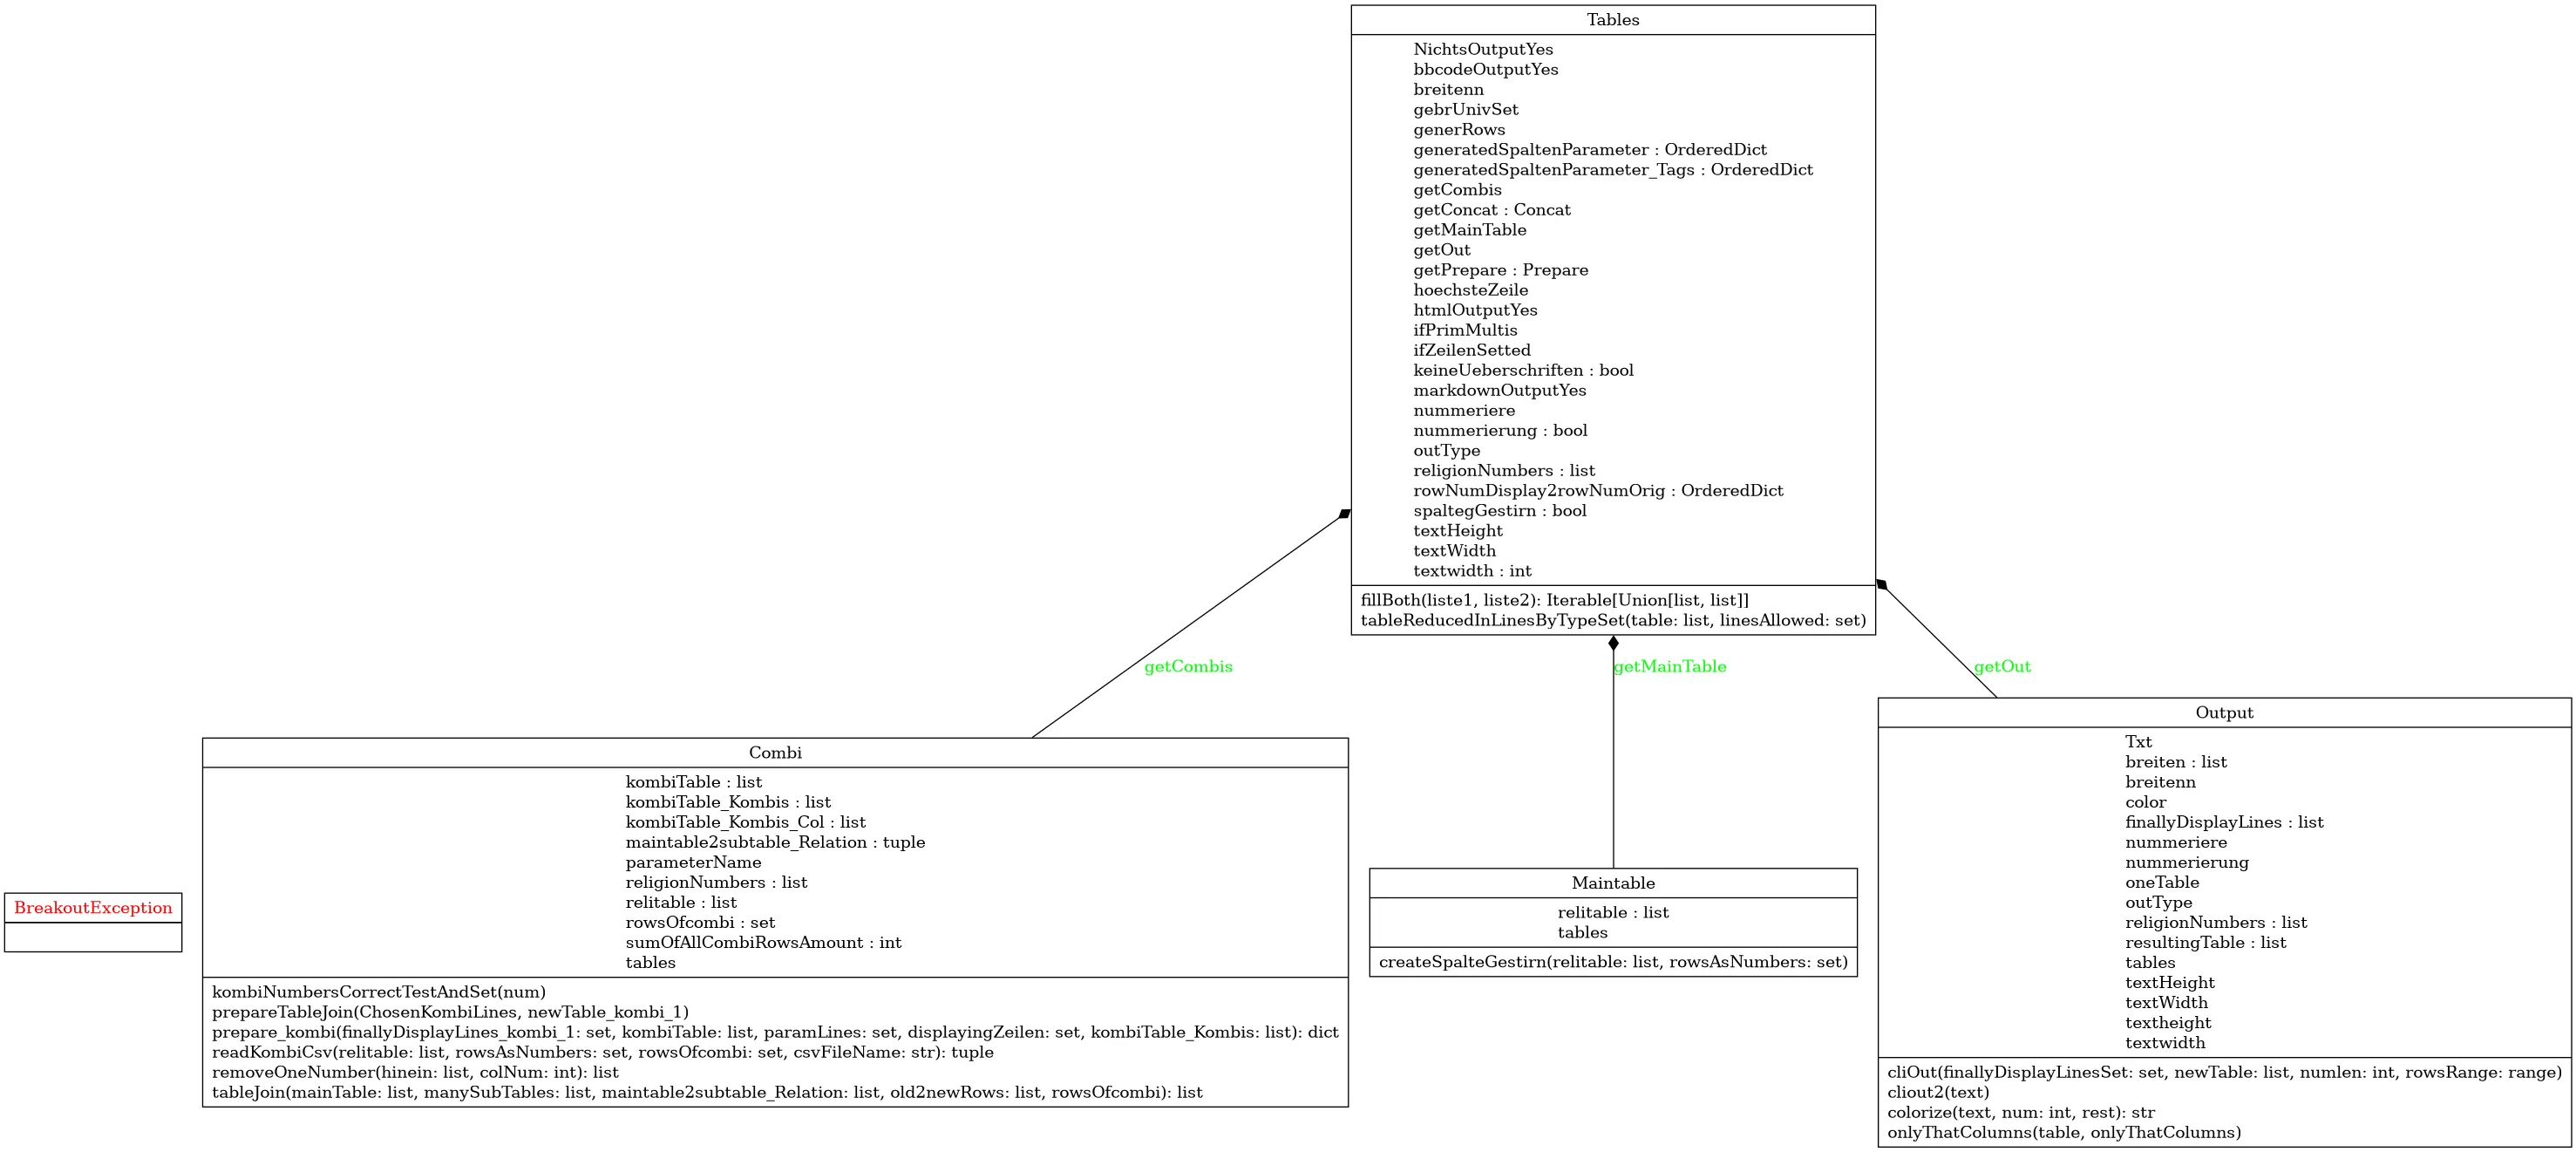 Tables
NichtsOutputYes
bbcodeOutputYes
breitenn
gebrUnivSet
generRows
generatedSpaltenParameter : OrderedDict
generatedSpaltenParameter_Tags : OrderedDict
getCombis
getConcat : Concat
getMainTable
getOut
getPrepare : Prepare
hoechsteZeile
htmlOutputYes
ifPrimMultis
ifZeilenSetted
keineUeberschriften : bool
markdownOutputYes
nummeriere
nummerierung : bool
outType
religionNumbers : list
rowNumDisplay2rowNumOrig : OrderedDict
spaltegGestirn : bool
textHeight
textWidth
textwidth : int
fillBoth(liste1, liste2): Iterable[Union[list, list]]
tableReducedInLinesByTypeSet(table: list, linesAllowed: set)
getCombis
getMainTable
getOut
BreakoutException
Combi
kombiTable : list
kombiTable_Kombis : list
kombiTable_Kombis_Col : list
maintable2subtable_Relation : tuple
parameterName
religionNumbers : list
relitable : list
rowsOfcombi : set
sumOfAllCombiRowsAmount : int
tables
kombiNumbersCorrectTestAndSet(num)
prepareTableJoin(ChosenKombiLines, newTable_kombi_1)
prepare_kombi(finallyDisplayLines_kombi_1: set, kombiTable: list, paramLines: set, displayingZeilen: set, kombiTable_Kombis: list): dict
readKombiCsv(relitable: list, rowsAsNumbers: set, rowsOfcombi: set, csvFileName: str): tuple
removeOneNumber(hinein: list, colNum: int): list
tableJoin(mainTable: list, manySubTables: list, maintable2subtable_Relation: list, old2newRows: list, rowsOfcombi): list
Maintable
relitable : list
tables
createSpalteGestirn(relitable: list, rowsAsNumbers: set)
Output
Txt
breiten : list
breitenn
color
finallyDisplayLines : list
nummeriere
nummerierung
oneTable
outType
religionNumbers : list
resultingTable : list
tables
textHeight
textWidth
textheight
textwidth
cliOut(finallyDisplayLinesSet: set, newTable: list, numlen: int, rowsRange: range)
cliout2(text)
colorize(text, num: int, rest): str
onlyThatColumns(table, onlyThatColumns)